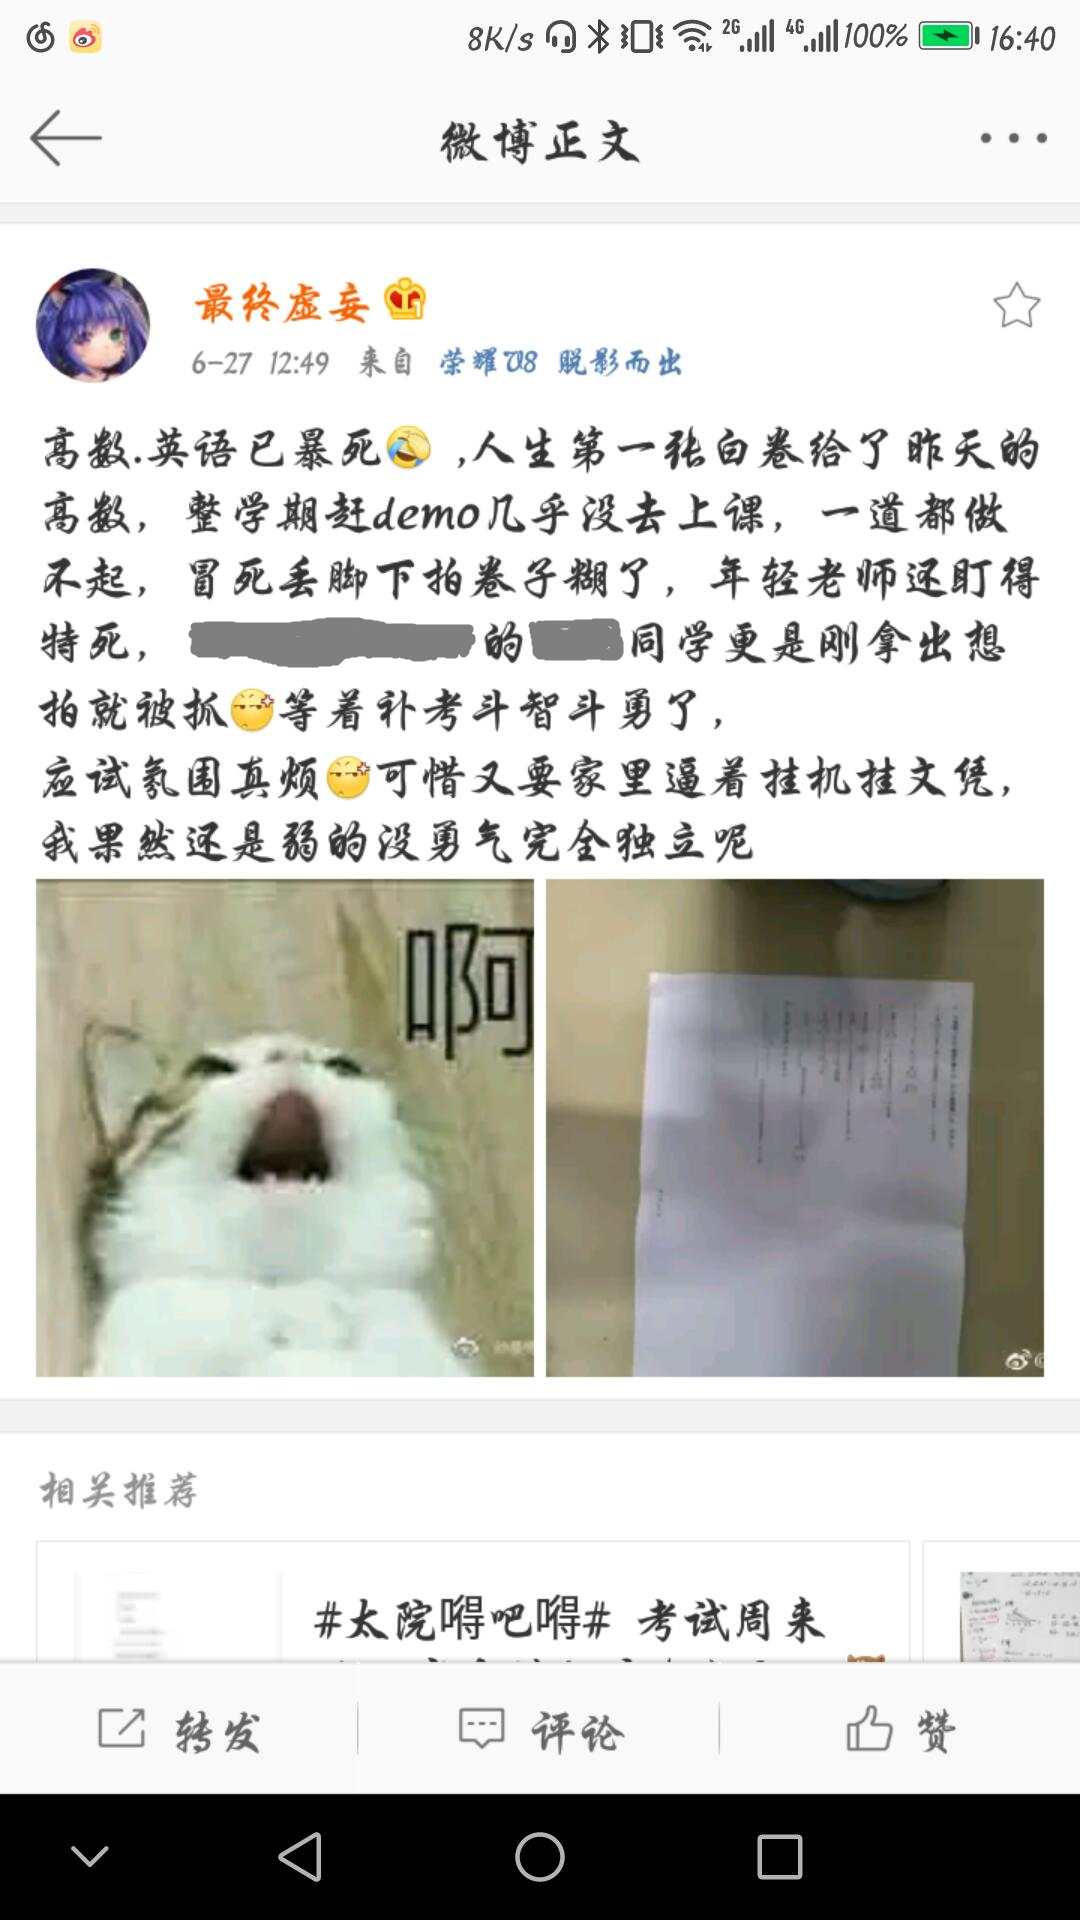 8K/s 2G 4G 100% 16:40
微博正文
最终虚妄
6-27 12:49 来自 荣耀V8 脱影而出
高数.英语已暴死🤣 ,人生第一张白卷给了昨天的
高数，整学期赶demo几乎没去上课，一道都做
不起，冒死丢脚下拍卷子糊了，年轻老师还盯得
特死，的同学更是刚拿出想
拍就被抓等着补考斗智斗勇了，
应试氛围真烦可惜又要家里逼着挂机挂文凭，
我果然还是弱的没勇气完全独立呢
啊
相关推荐
#太院嘚吧嘚# 考试周来
转发 评论 赞